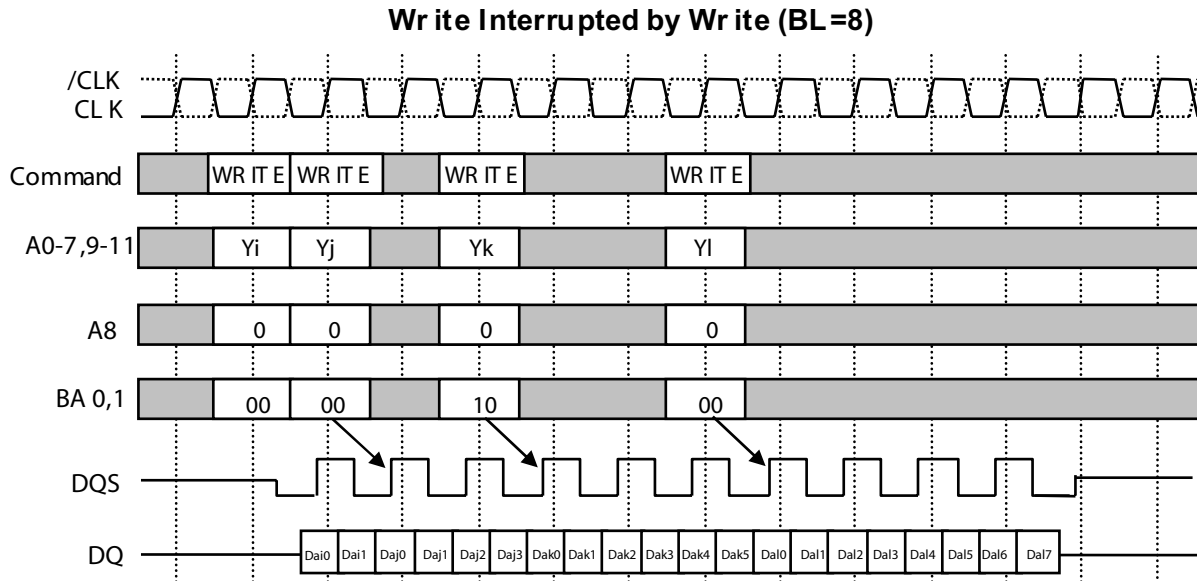 Write Interrupted by Write (BL=8)
/CLK
CLK
Command WRITE WRITE WRITE WRITE
A0-7,9-11 Yi Yj Yk Yl
A8 0 0 0 0
BA 0,1 00 00 10 00
DQS
DQ Dai0 Dai1 Daj0 Daj1 Daj2 Daj3 Dak0 Dak1 Dak2 Dak3 Dak4 Dak5 Dal0 Dal1 Dal2 Dal3 Dal4 Dal5 Dal6 Dal7